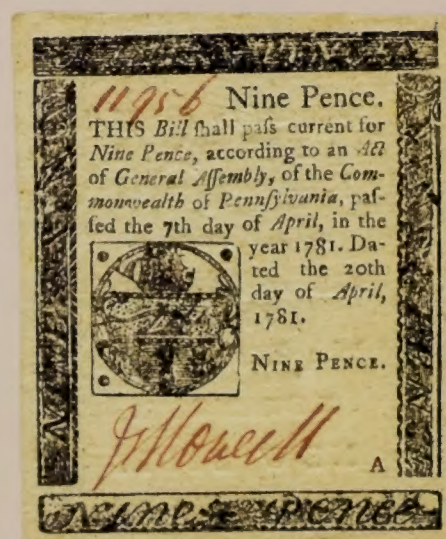 11956 Nine Pence.
THIS Bill ſhall paſs current for
Nine Pence, according to an Act
of General Aſſembly, of the Com-
monwealth of Pennſylvania, paſ-
ſed the 7th day of April, in the
year 1781. Da-
ted the 20th
day of April,
1781.
NINE PENCE.
A
Nine Pence